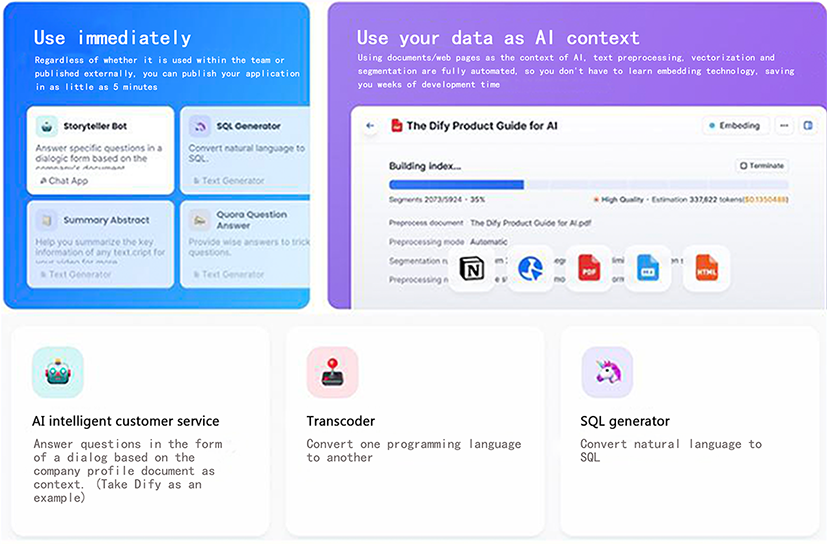 Use immediately
Regardless of whether it is used within the team or
published externally, you can publish your application
in as little as 5 minutes
Storyteller Bot
Answer specific questions in a
dialogic form based on the
company's document
Chat App
SQL Generator
Convert natural language to
SQL.
Text Generator
Summary Abstract
Help you summarize the key
information of any text.cript for
your video for more
Text Generator
Quora Question
Answer
Provide wise answers to trick
questions.
Text Generator
Use your data as AI context
Using documents/web pages as the context of AI, text preprocessing, vectorization and
segmentation are fully automated, so you don't have to learn embedding technology, saving
you weeks of development time
The Dify Product Guide for AI
Embeding
Building index...
Terminate
Segments 2073/5924 · 35%
High Quality · Estimation 337,822 tokens($0.1350488)
Preprocess document The Dify Product Guide for AI.pdf
Preprocessing mode Automatic
Segmentation
Preprocessing
PDF
HTML
AI intelligent customer service
Answer questions in the form
of a dialog based on the
company profile document as
context. (Take Dify as an
example)
Transcoder
Convert one programming language
to another
SQL generator
Convert natural language to
SQL